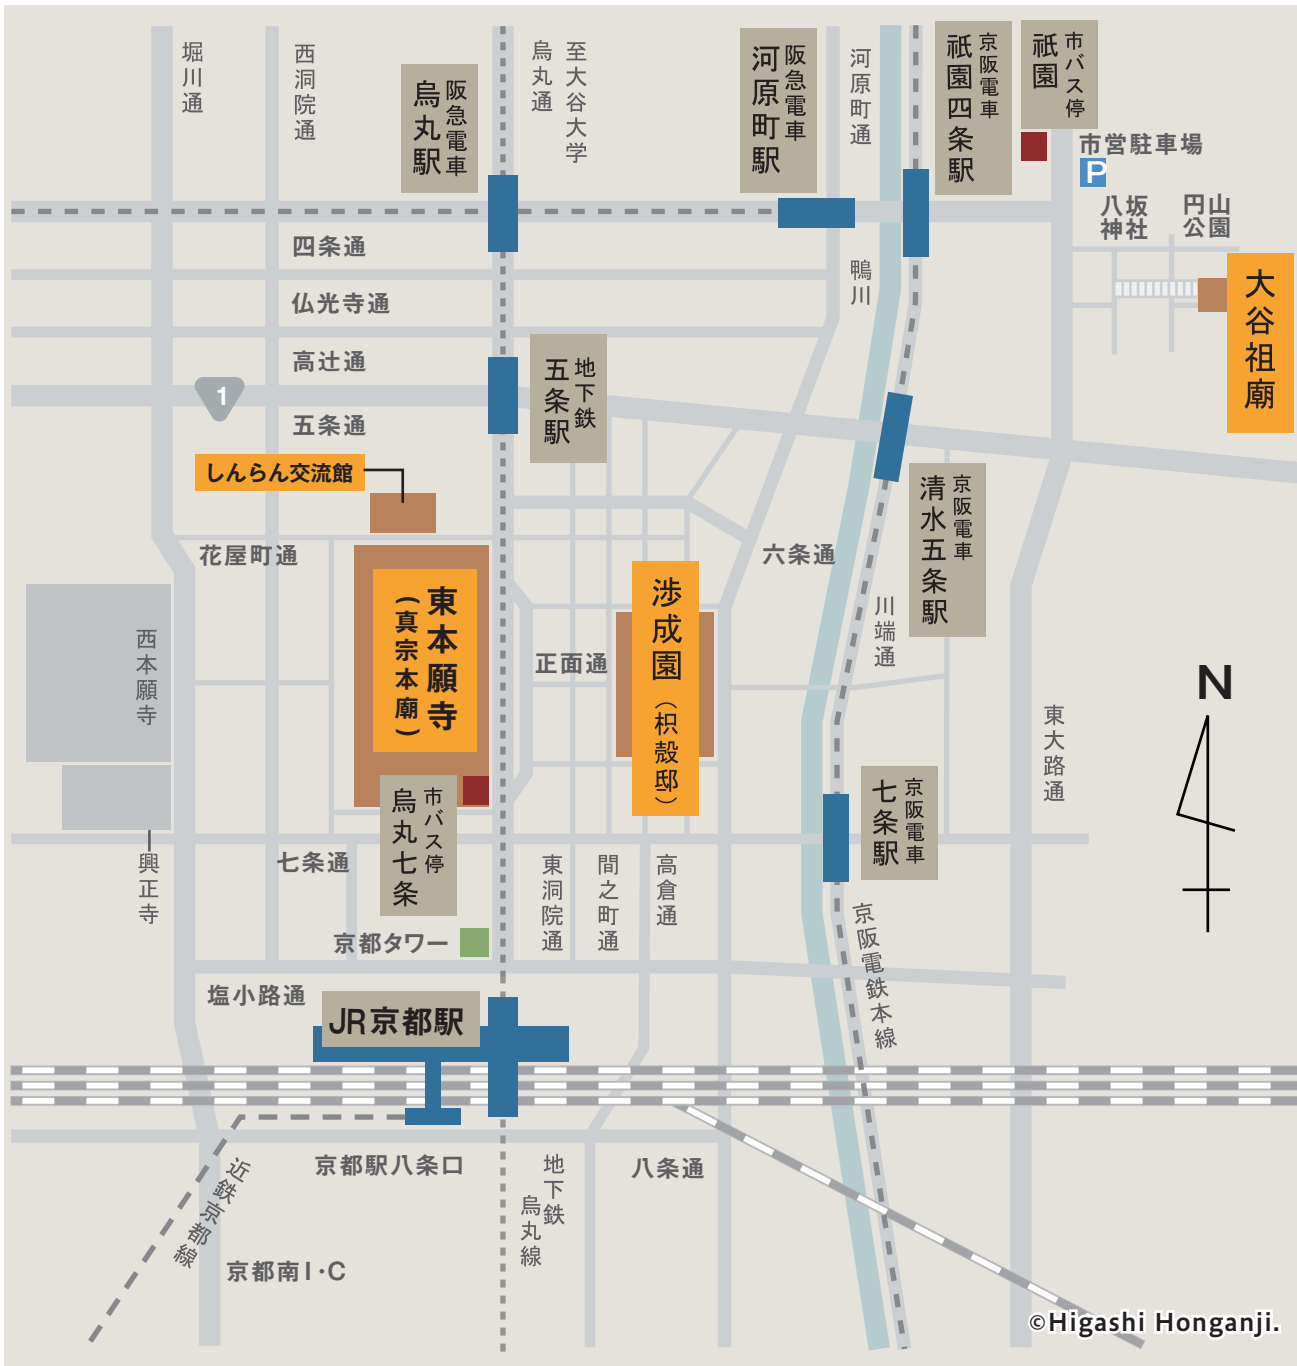 堀川通
西洞院通
阪急電車
烏丸駅
至大谷大学
烏丸通
阪急電車
河原町駅
河原町通
京阪電車
祇園四条駅
市バス停
祇園
市営駐車場
P
八坂
神社
円山
公園
大谷祖廟
四条通
仏光寺通
鴨川
高辻通
1
五条通
地下鉄
五条駅
しんらん交流館
花屋町通
六条通
京阪電車
清水五条駅
川端通
東本願寺
(真宗本廟)
渉成園
(枳殻邸)
正面通
西本願寺
興正寺
N
東大路通
市バス停
烏丸七条
七条通
京阪電車
七条駅
東洞院通
間之町通
高倉通
京都タワー
京阪電鉄本線
塩小路通
JR京都駅
京都駅八条口
八条通
近鉄京都線
地下鉄
烏丸線
京都南I・C
©Higashi Honganji.